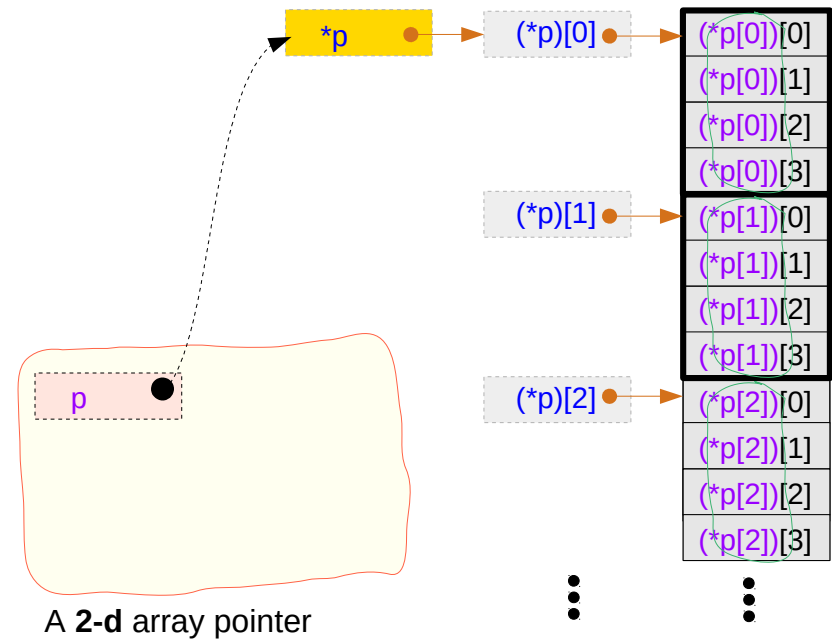 *p
(*p)[0]
(*p[0])[0]
(*p[0])[1]
(*p[0])[2]
(*p[0])[3]
(*p)[1]
(*p[1])[0]
(*p[1])[1]
(*p[1])[2]
(*p[1])[3]
p
(*p)[2]
(*p[2])[0]
(*p[2])[1]
(*p[2])[2]
(*p[2])[3]
A 2-d array pointer